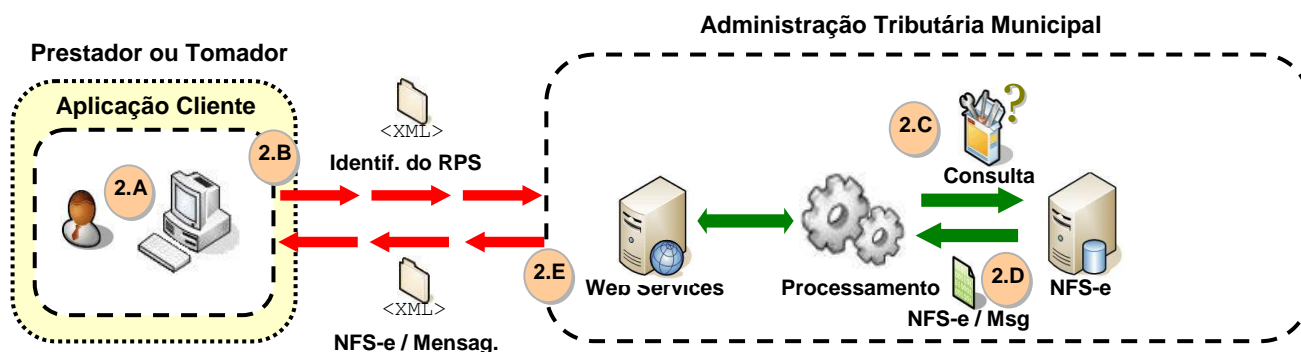 Administração Tributária Municipal
Prestador ou Tomador
Aplicação Cliente
2.A
2.B
<XML>
Identif. do RPS
2.C
?
Consulta
2.E
Web Services
Processamento
2.D
NFS-e
NFS-e / Msg
<XML>
NFS-e / Mensag.